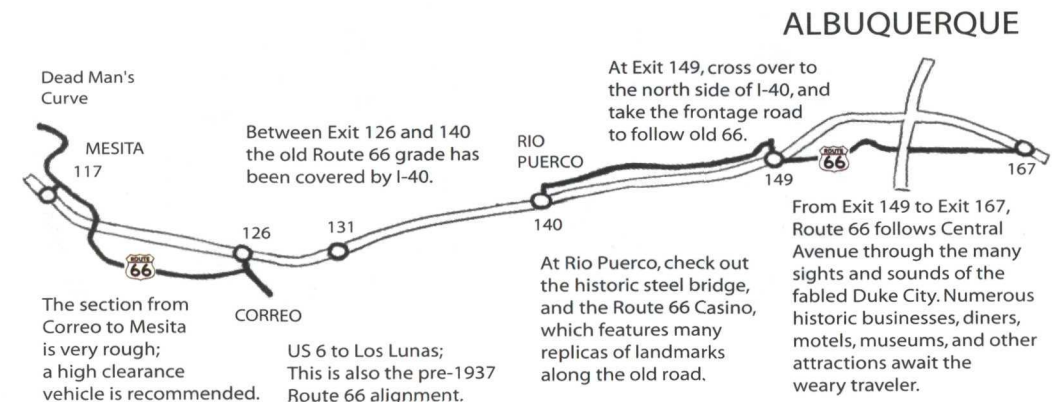 ALBUQUERQUE
Dead Man's
Curve
MESITA
117
Between Exit 126 and 140
the old Route 66 grade has
been covered by I-40.
At Exit 149, cross over to
the north side of I-40, and
take the frontage road
to follow old 66.
RIO
PUERCO
ROUTE
66
149
167
140
126
131
ROUTE
66
CORREO
The section from
Correo to Mesita
is very rough;
a high clearance
vehicle is recommended.
US 6 to Los Lunas;
This is also the pre-1937
Route 66 alignment.
At Rio Puerco, check out
the historic steel bridge,
and the Route 66 Casino,
which features many
replicas of landmarks
along the old road.
From Exit 149 to Exit 167,
Route 66 follows Central
Avenue through the many
sights and sounds of the
fabled Duke City. Numerous
historic businesses, diners,
motels, museums, and other
attractions await the
weary traveler.